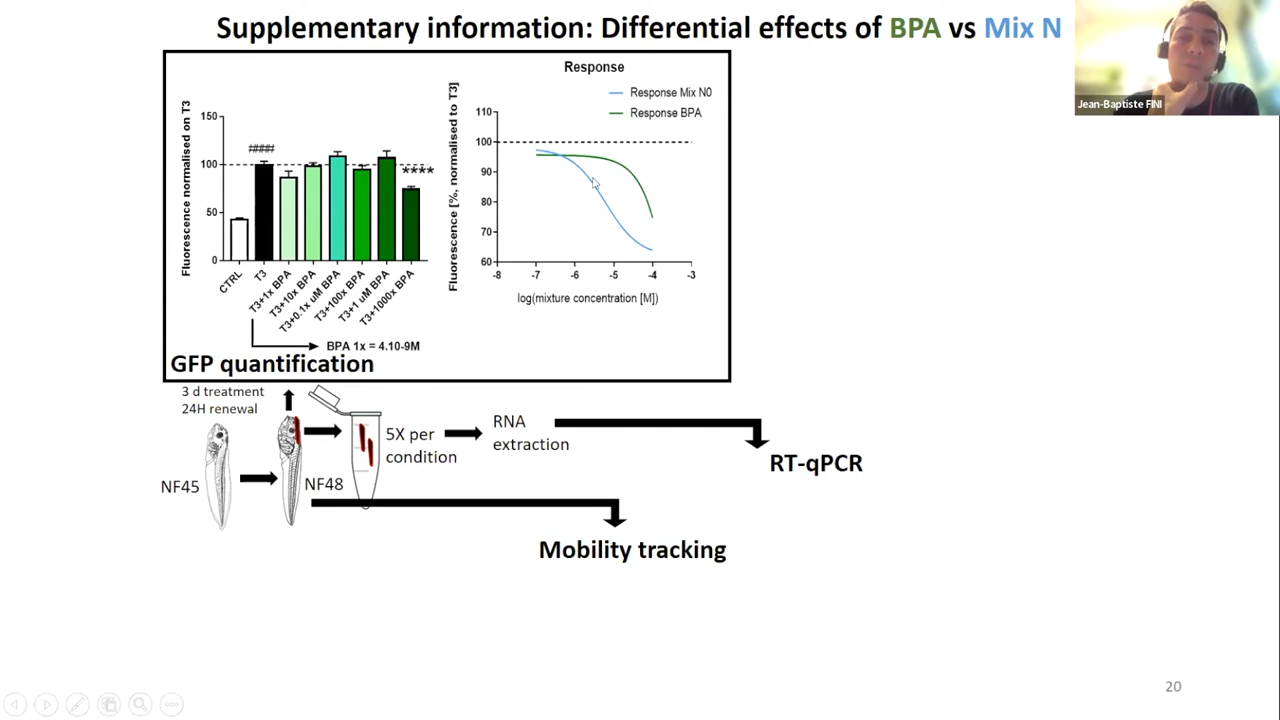 Supplementary information: Differential effects of BPA vs Mix N
Jean-Baptiste FINI
Fluorescence normalised on T3
150
100
50
0
####
****
CTRL
T3
T3+1x BPA
T3+10x BPA
T3+0.1x uM BPA
T3+100x BPA
T3+1 uM BPA
T3+1000x BPA
BPA 1x = 4.10-9M
Response
Response Mix N0
Response BPA
Fluorescence [%, normalised to T3]
110
100
90
80
70
60
-8
-7
-6
-5
-4
-3
log(mixture concentration [M])
GFP quantification
3 d treatment
24H renewal
5X per
condition
RNA
extraction
RT-qPCR
NF45
NF48
Mobility tracking
20